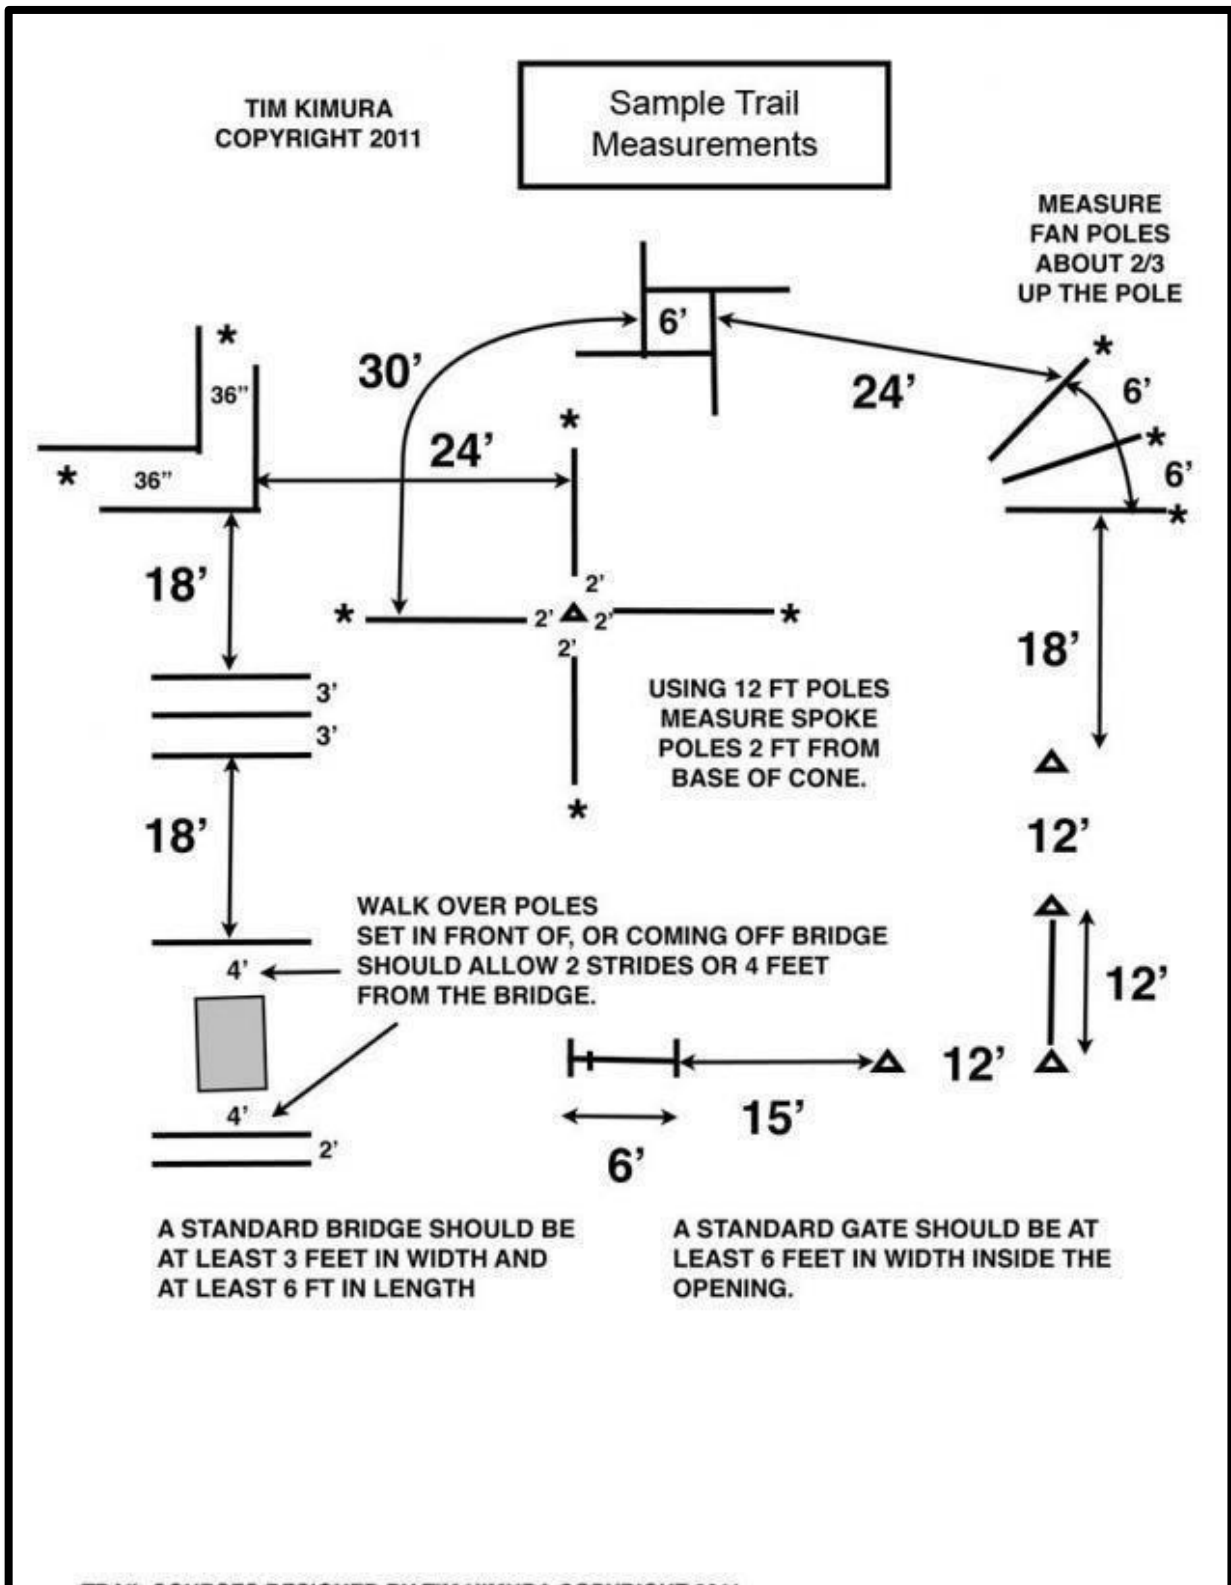 TIM KIMURA
COPYRIGHT 2011
Sample Trail
Measurements
MEASURE
FAN POLES
ABOUT 2/3
UP THE POLE
6’
30’
24’
*
6’
*
36”
*
24’
*
6’
*
36”
*
18’
2’
*
2’
2’
*
2’
18’
3’
3’
USING 12 FT POLES
MEASURE SPOKE
POLES 2 FT FROM
BASE OF CONE.
*
18’
12’
WALK OVER POLES
SET IN FRONT OF, OR COMING OFF BRIDGE
SHOULD ALLOW 2 STRIDES OR 4 FEET
FROM THE BRIDGE.
4’
12’
12’
15’
4’
2’
6’
A STANDARD BRIDGE SHOULD BE
AT LEAST 3 FEET IN WIDTH AND
AT LEAST 6 FT IN LENGTH
A STANDARD GATE SHOULD BE AT
LEAST 6 FEET IN WIDTH INSIDE THE
OPENING.